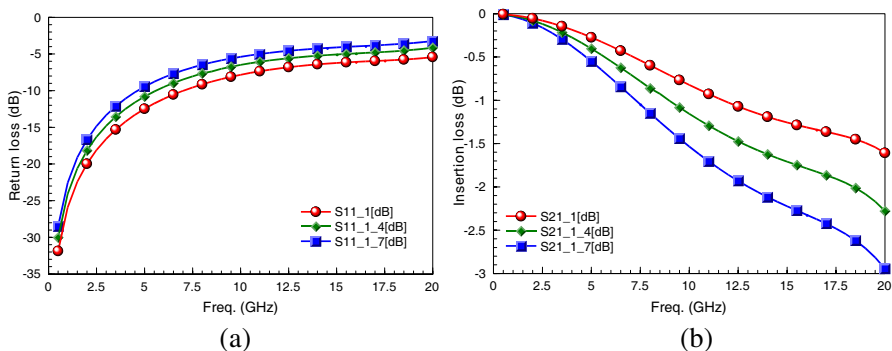 0
-5
-10
-15
-20
-25
-30
-35
Return loss (dB)
S11_1[dB]
S11_1_4[dB]
S11_1_7[dB]
0 2.5 5 7.5 10 12.5 15 17.5 20
Freq. (GHz)
(a)
0
-0.5
-1
-1.5
-2
-2.5
-3
Insertion loss (dB)
S21_1[dB]
S21_1_4[dB]
S21_1_7[dB]
0 2.5 5 7.5 10 12.5 15 17.5 20
Freq. (GHz)
(b)